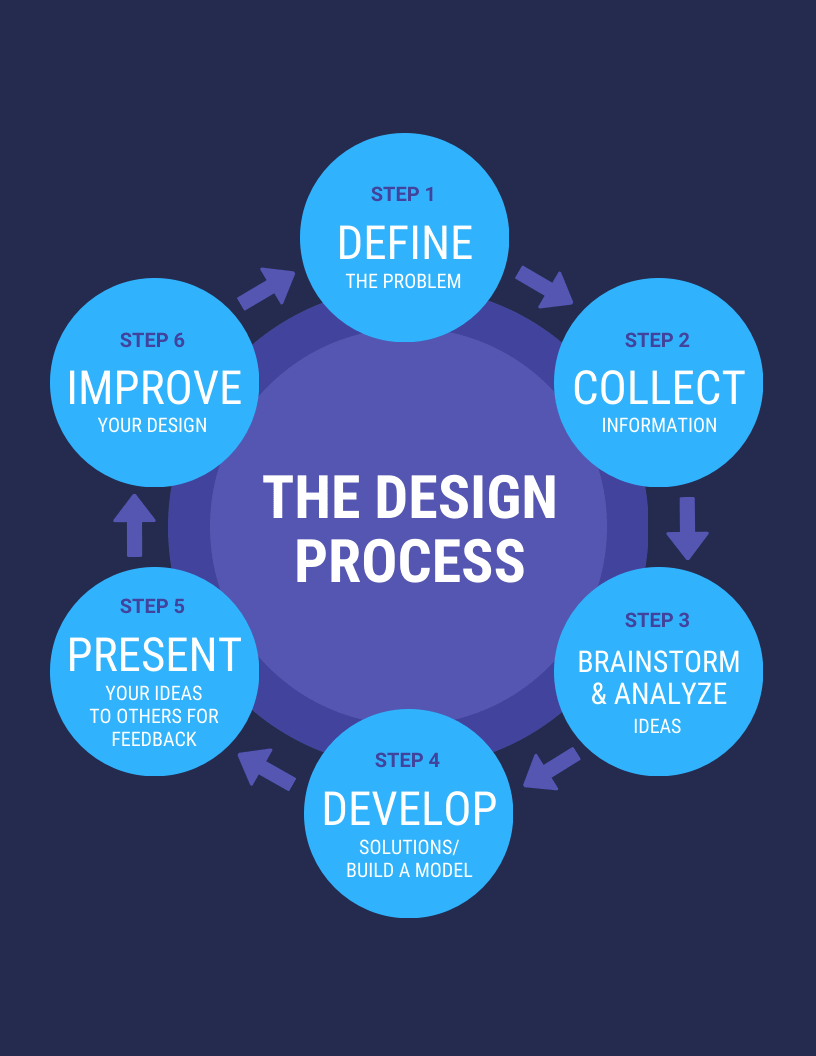 STEP 1
DEFINE
THE PROBLEM
STEP 2
COLLECT
INFORMATION
STEP 3
BRAINSTORM
& ANALYZE
IDEAS
STEP 4
DEVELOP
SOLUTIONS/
BUILD A MODEL
STEP 5
PRESENT
YOUR IDEAS
TO OTHERS FOR
FEEDBACK
STEP 6
IMPROVE
YOUR DESIGN
THE DESIGN
PROCESS